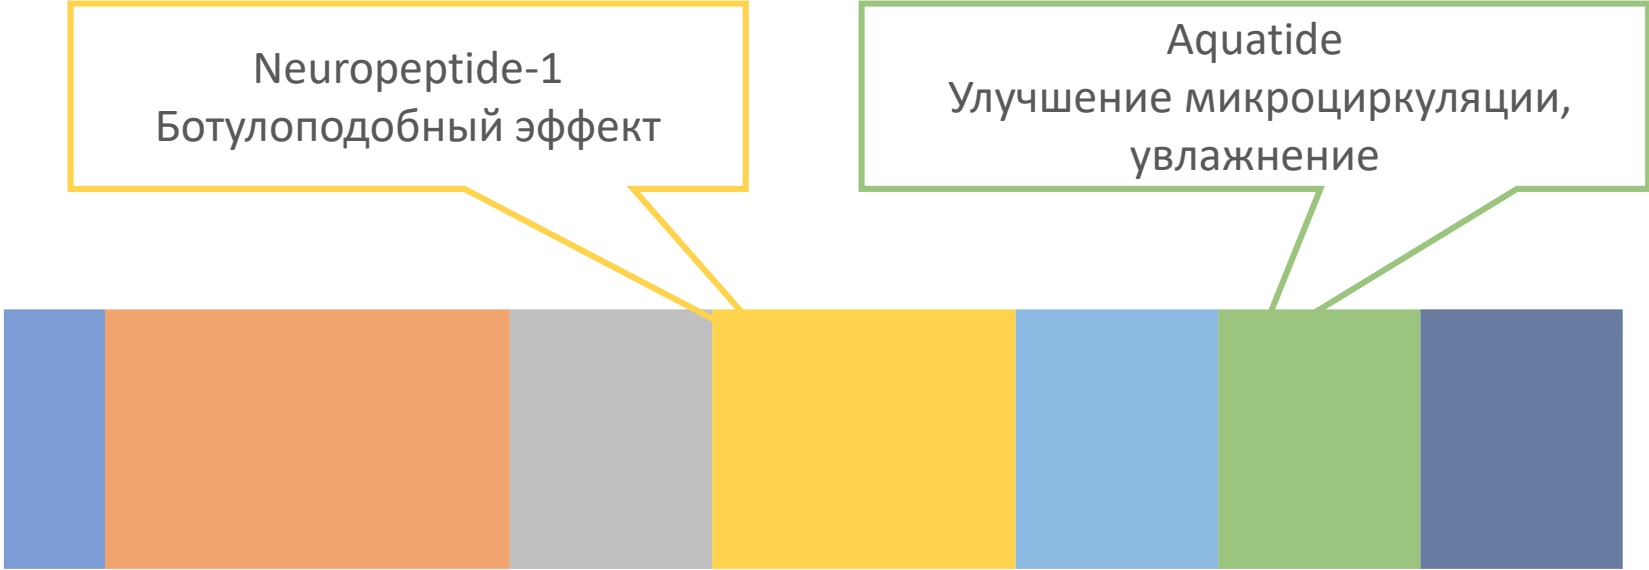 Neuropeptide-1
Ботулоподобный эффект
Aquatide
Улучшение микроциркуляции,
увлажнение